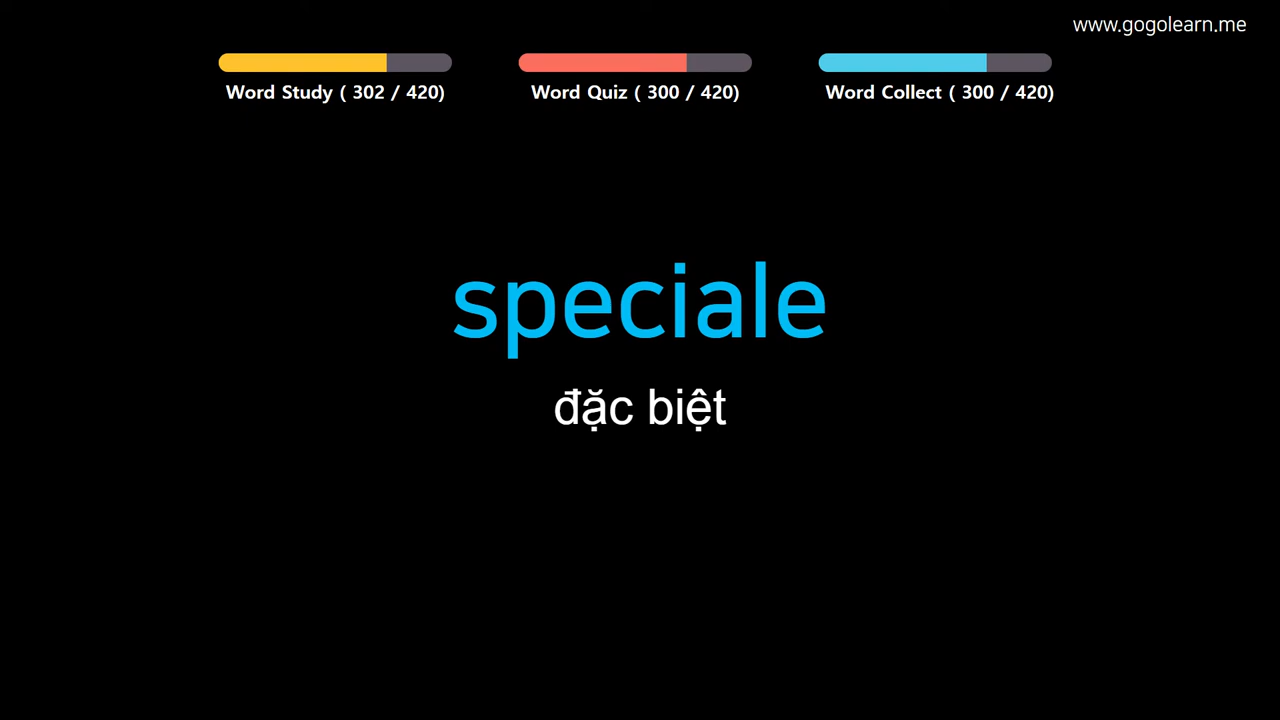 www.gogolearn.me
Word Study ( 302 / 420)
Word Quiz ( 300 / 420)
Word Collect ( 300 / 420)
speciale
đặc biệt